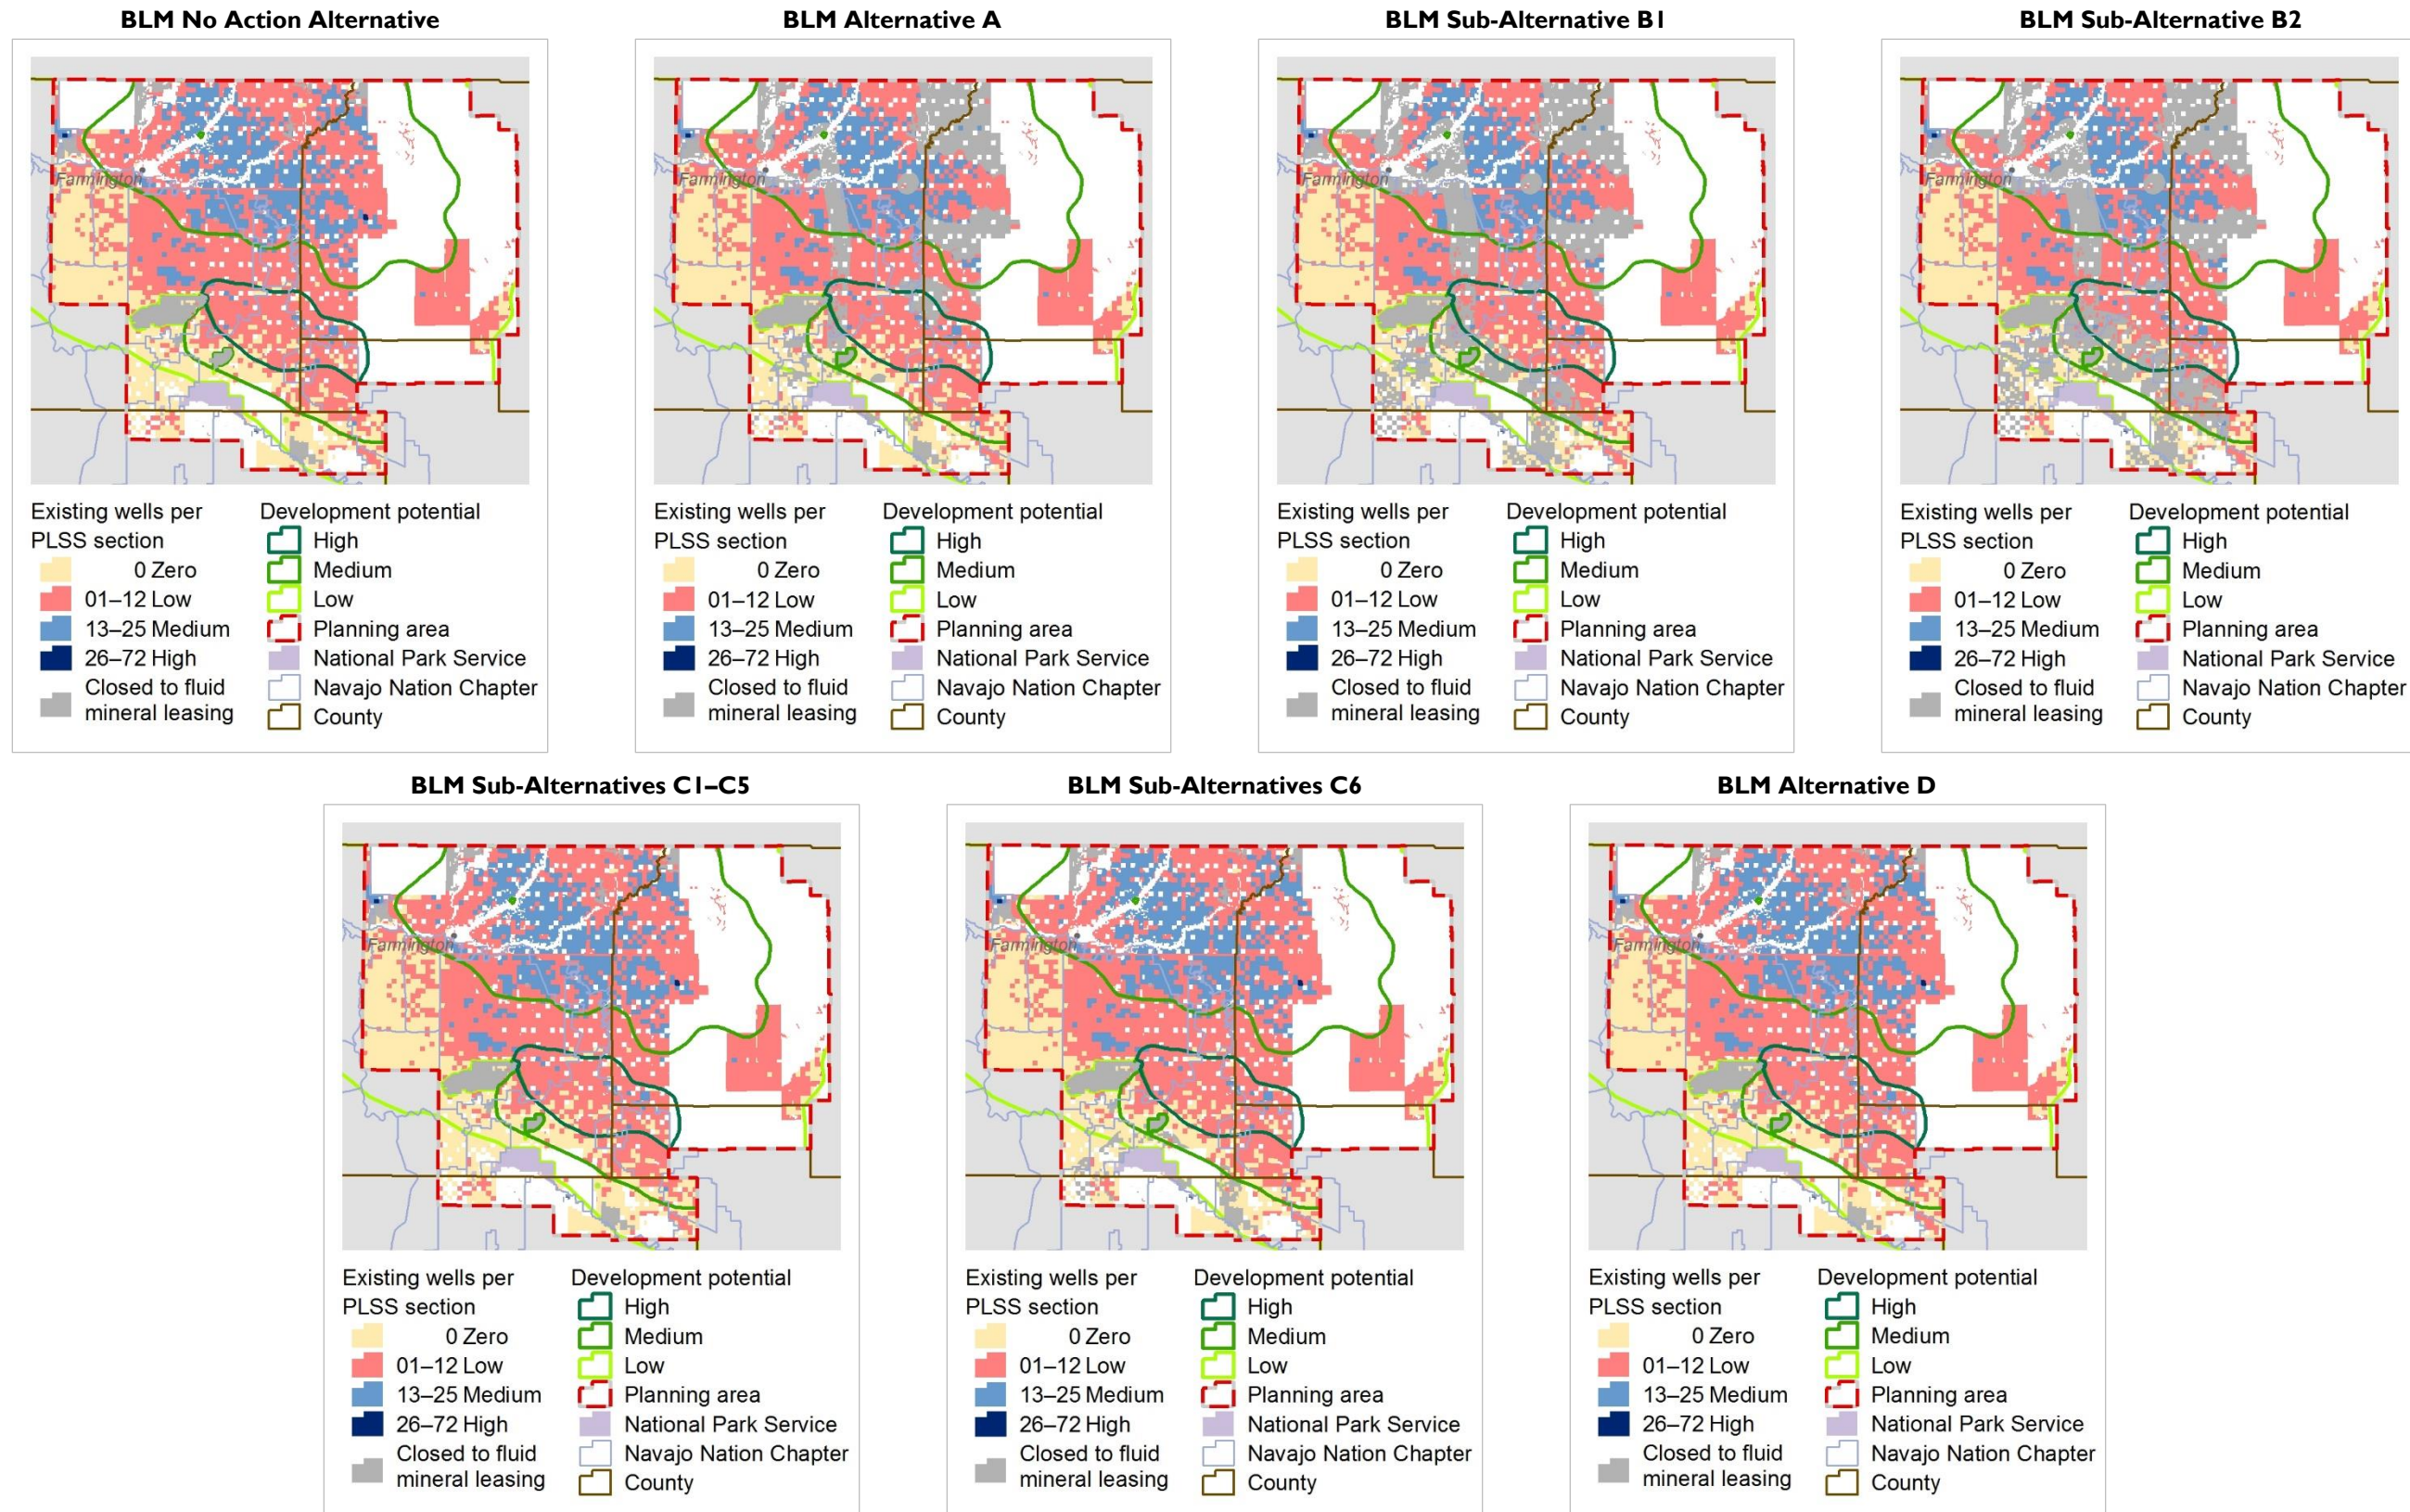 BLM No Action Alternative
Farmington
Existing wells per
PLSS section
0 Zero
01–12 Low
13–25 Medium
26–72 High
Closed to fluid
mineral leasing
Development potential
High
Medium
Low
Planning area
National Park Service
Navajo Nation Chapter
County
BLM Alternative A
Farmington
Existing wells per
PLSS section
0 Zero
01–12 Low
13–25 Medium
26–72 High
Closed to fluid
mineral leasing
Development potential
High
Medium
Low
Planning area
National Park Service
Navajo Nation Chapter
County
BLM Sub-Alternative B1
Farmington
Existing wells per
PLSS section
0 Zero
01–12 Low
13–25 Medium
26–72 High
Closed to fluid
mineral leasing
Development potential
High
Medium
Low
Planning area
National Park Service
Navajo Nation Chapter
County
BLM Sub-Alternative B2
Farmington
Existing wells per
PLSS section
0 Zero
01–12 Low
13–25 Medium
26–72 High
Closed to fluid
mineral leasing
Development potential
High
Medium
Low
Planning area
National Park Service
Navajo Nation Chapter
County
BLM Sub-Alternatives C1–C5
Farmington
Existing wells per
PLSS section
0 Zero
01–12 Low
13–25 Medium
26–72 High
Closed to fluid
mineral leasing
Development potential
High
Medium
Low
Planning area
National Park Service
Navajo Nation Chapter
County
BLM Sub-Alternatives C6
Farmington
Existing wells per
PLSS section
0 Zero
01–12 Low
13–25 Medium
26–72 High
Closed to fluid
mineral leasing
Development potential
High
Medium
Low
Planning area
National Park Service
Navajo Nation Chapter
County
BLM Alternative D
Farmington
Existing wells per
PLSS section
0 Zero
01–12 Low
13–25 Medium
26–72 High
Closed to fluid
mineral leasing
Development potential
High
Medium
Low
Planning area
National Park Service
Navajo Nation Chapter
County